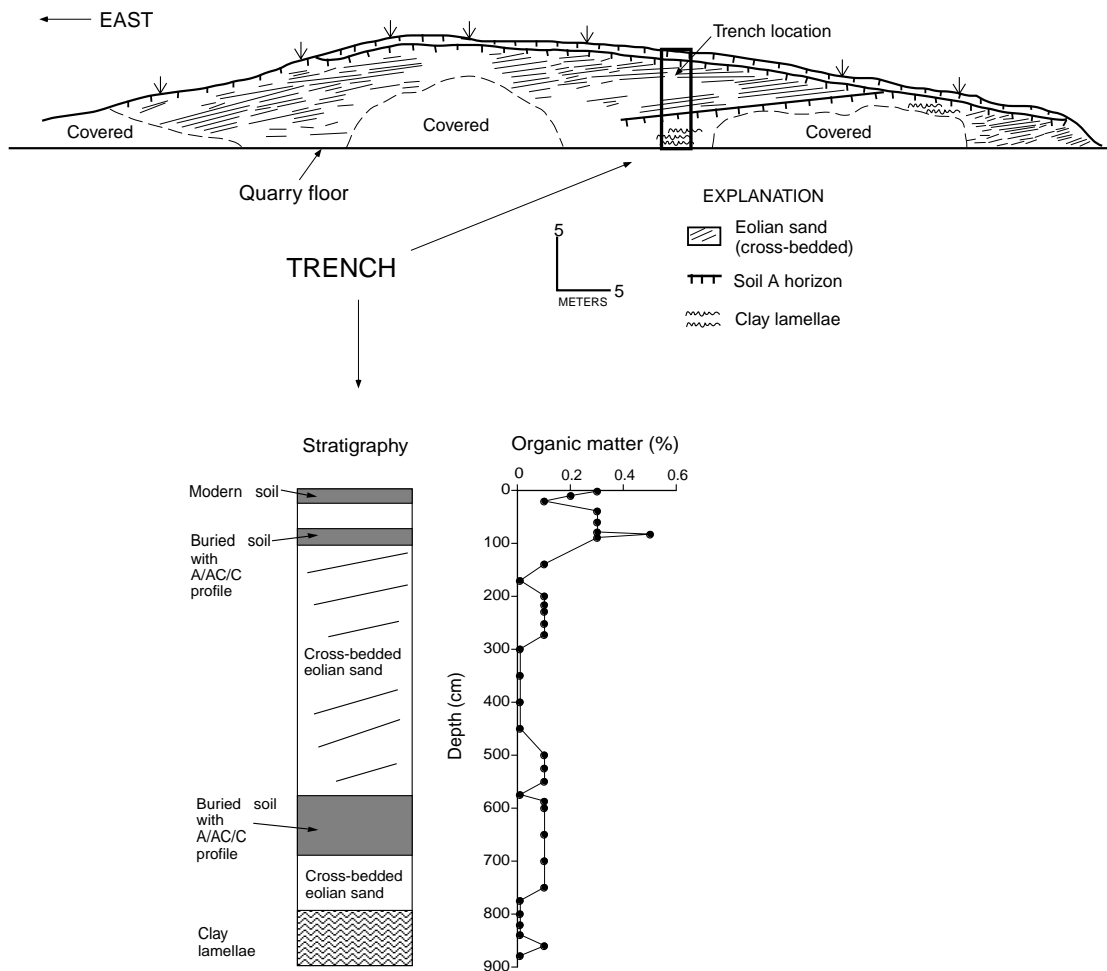 EAST
Trench location
Covered
Covered
Covered
Quarry floor
TRENCH
5
5
METERS
EXPLANATION
Eolian sand
(cross-bedded)
Soil A horizon
Clay lamellae
Stratigraphy
Modern soil
Buried soil
with
A/AC/C
profile
Cross-bedded
eolian sand
Buried soil
with
A/AC/C
profile
Cross-bedded
eolian sand
Clay
lamellae
Organic matter (%)
0 0.2 0.4 0.6
0
100
200
300
400
500
600
700
800
900
Depth (cm)